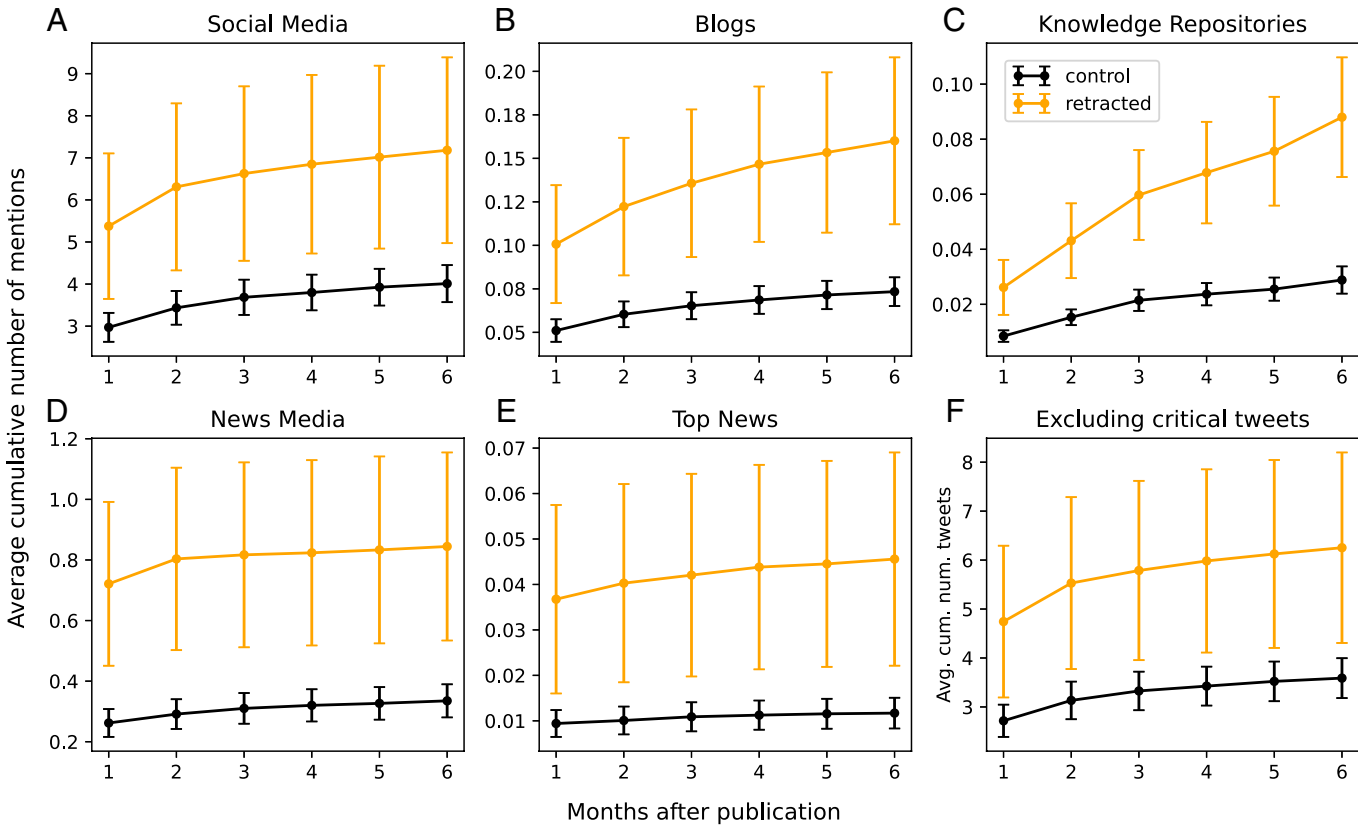 A Social Media
B Blogs
C Knowledge Repositories
Average cumulative number of mentions
9
8
7
6
5
4
3
1 2 3 4 5 6
0.20
0.18
0.15
0.12
0.10
0.08
0.05
1 2 3 4 5 6
0.10
0.08
0.06
0.04
0.02
control
retracted
1 2 3 4 5 6
D News Media
E Top News
F Excluding critical tweets
1.2
1.0
0.8
0.6
0.4
0.2
1 2 3 4 5 6
0.07
0.06
0.05
0.04
0.03
0.02
0.01
1 2 3 4 5 6
Avg. cum. num. tweets
8
7
6
5
4
3
1 2 3 4 5 6
Months after publication